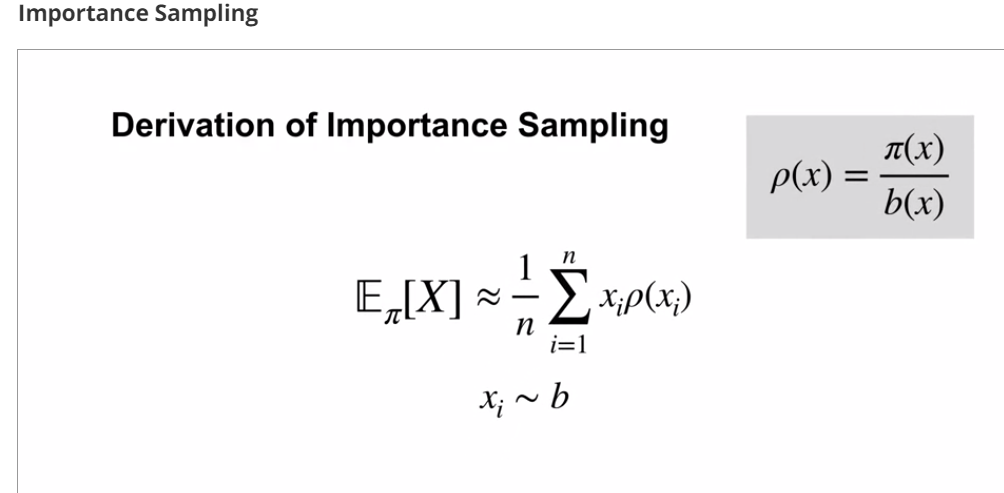 Importance Sampling
Derivation of Importance Sampling
ρ(x) = π(x) / b(x)
𝔼_π[X] ≈ 1/n ∑_{i=1}^{n} x_i ρ(x_i)
x_i ~ b